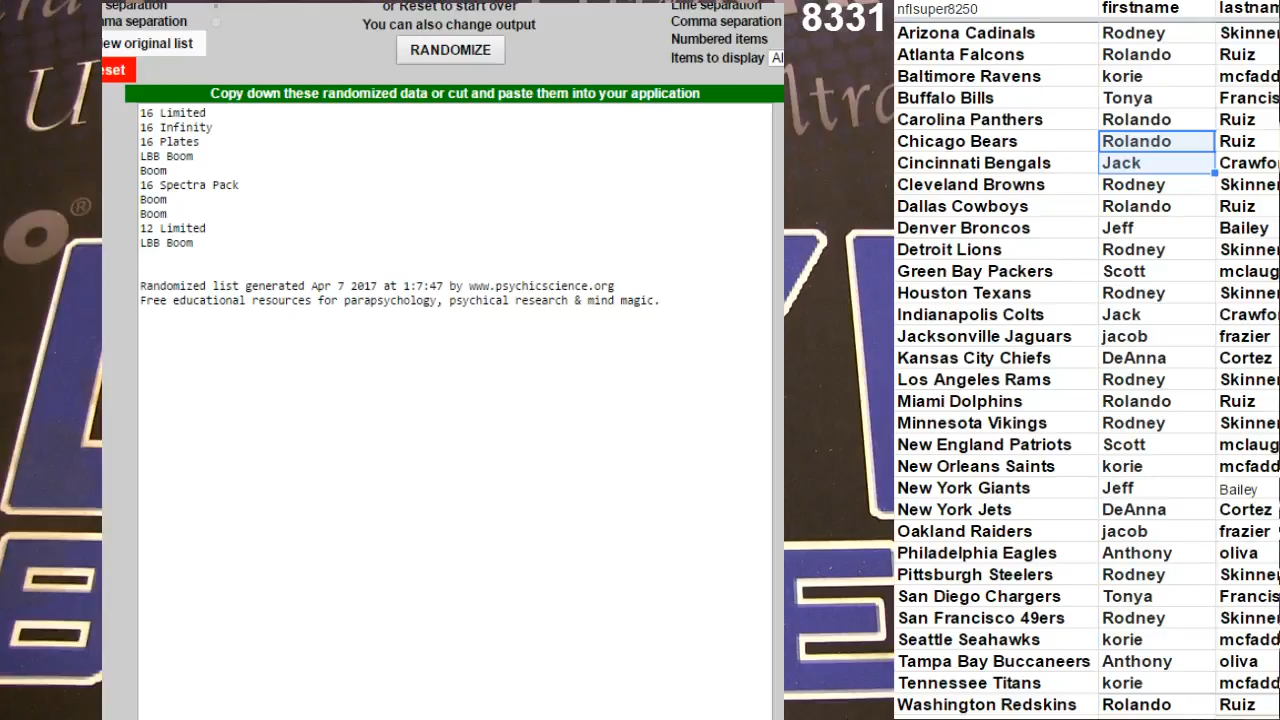 or Reset to start over
You can also change output
RANDOMIZE
separation
mma separation
ew original list
set
Line separation
Comma separation
Numbered items
Items to display Al
8331
Copy down these randomized data or cut and paste them into your application
16 Limited
16 Infinity
16 Plates
LBB Boom
Boom
16 Spectra Pack
Boom
Boom
12 Limited
LBB Boom
Randomized list generated Apr 7 2017 at 1:7:47 by www.psychicscience.org
Free educational resources for parapsychology, psychical research & mind magic.
nflsuper8250 firstname lastnam
Arizona Cadinals Rodney Skinner
Atlanta Falcons Rolando Ruiz
Baltimore Ravens korie mcfadd
Buffalo Bills Tonya Francis
Carolina Panthers Rolando Ruiz
Chicago Bears Rolando Ruiz
Cincinnati Bengals Jack Crawfo
Cleveland Browns Rodney Skinner
Dallas Cowboys Rolando Ruiz
Denver Broncos Jeff Bailey
Detroit Lions Rodney Skinner
Green Bay Packers Scott mclaug
Houston Texans Rodney Skinner
Indianapolis Colts Jack Crawfo
Jacksonville Jaguars jacob frazier
Kansas City Chiefs DeAnna Cortez
Los Angeles Rams Rodney Skinner
Miami Dolphins Rolando Ruiz
Minnesota Vikings Rodney Skinner
New England Patriots Scott mclaug
New Orleans Saints korie mcfadd
New York Giants Jeff Bailey
New York Jets DeAnna Cortez
Oakland Raiders jacob frazier
Philadelphia Eagles Anthony oliva
Pittsburgh Steelers Rodney Skinner
San Diego Chargers Tonya Francis
San Francisco 49ers Rodney Skinner
Seattle Seahawks korie mcfadd
Tampa Bay Buccaneers Anthony oliva
Tennessee Titans korie mcfadd
Washington Redskins Rolando Ruiz